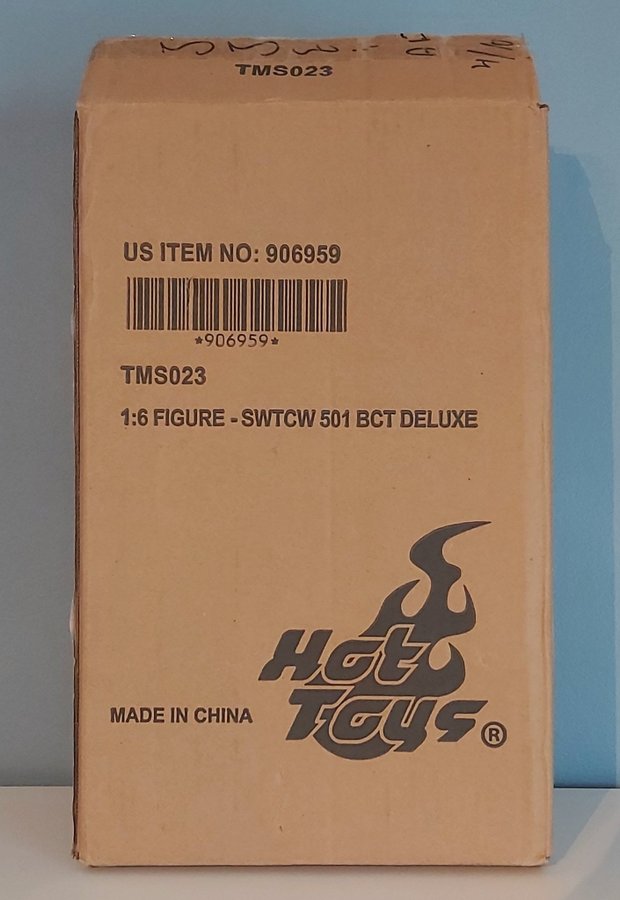 TMS023
US ITEM NO: 906959
*906959*
TMS023
1:6 FIGURE - SWTCW 501 BCT DELUXE
Hot
Toys ®
MADE IN CHINA